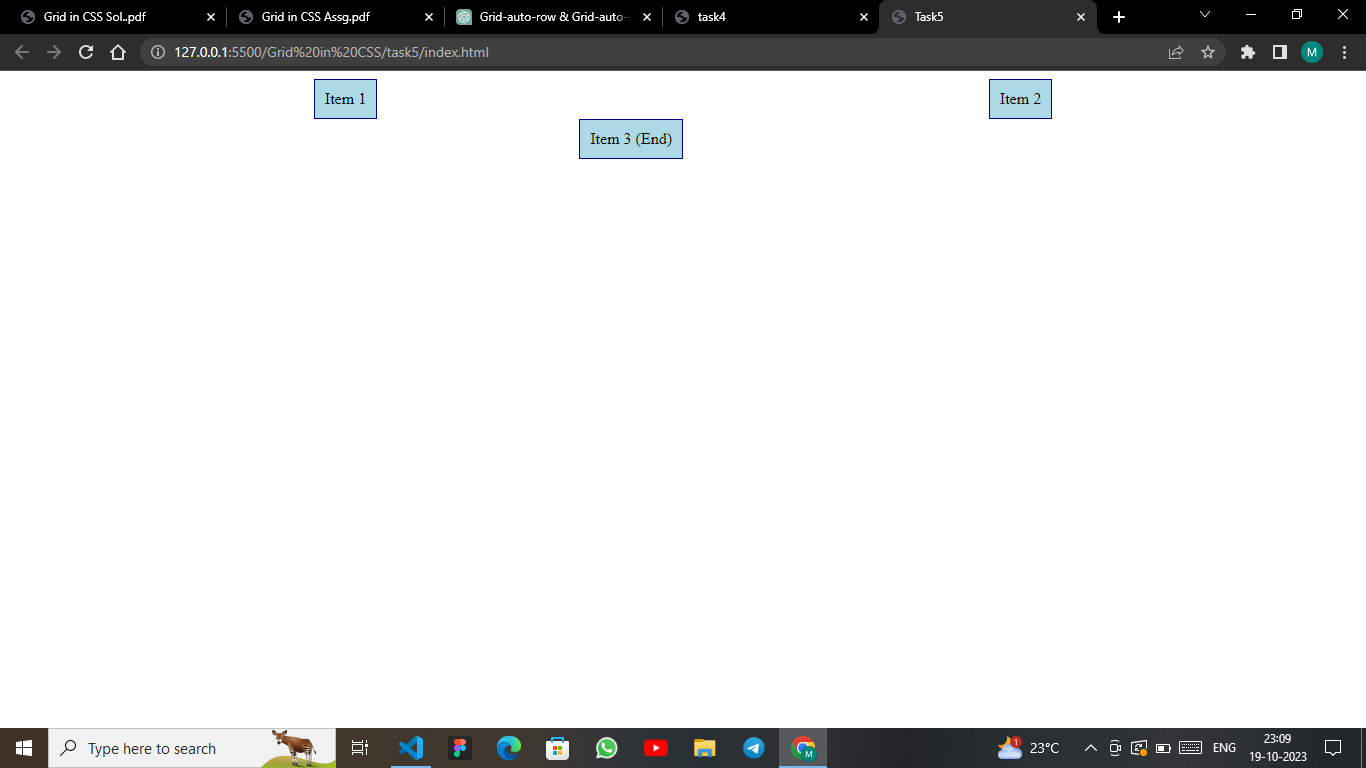 Grid in CSS Sol..pdf
Grid in CSS Assg.pdf
Grid-auto-row & Grid-auto-
task4
Task5
127.0.0.1:5500/Grid%20in%20CSS/task5/index.html
M
Item 1
Item 2
Item 3 (End)
Type here to search
M
1
23°C
ENG
23:09
19-10-2023